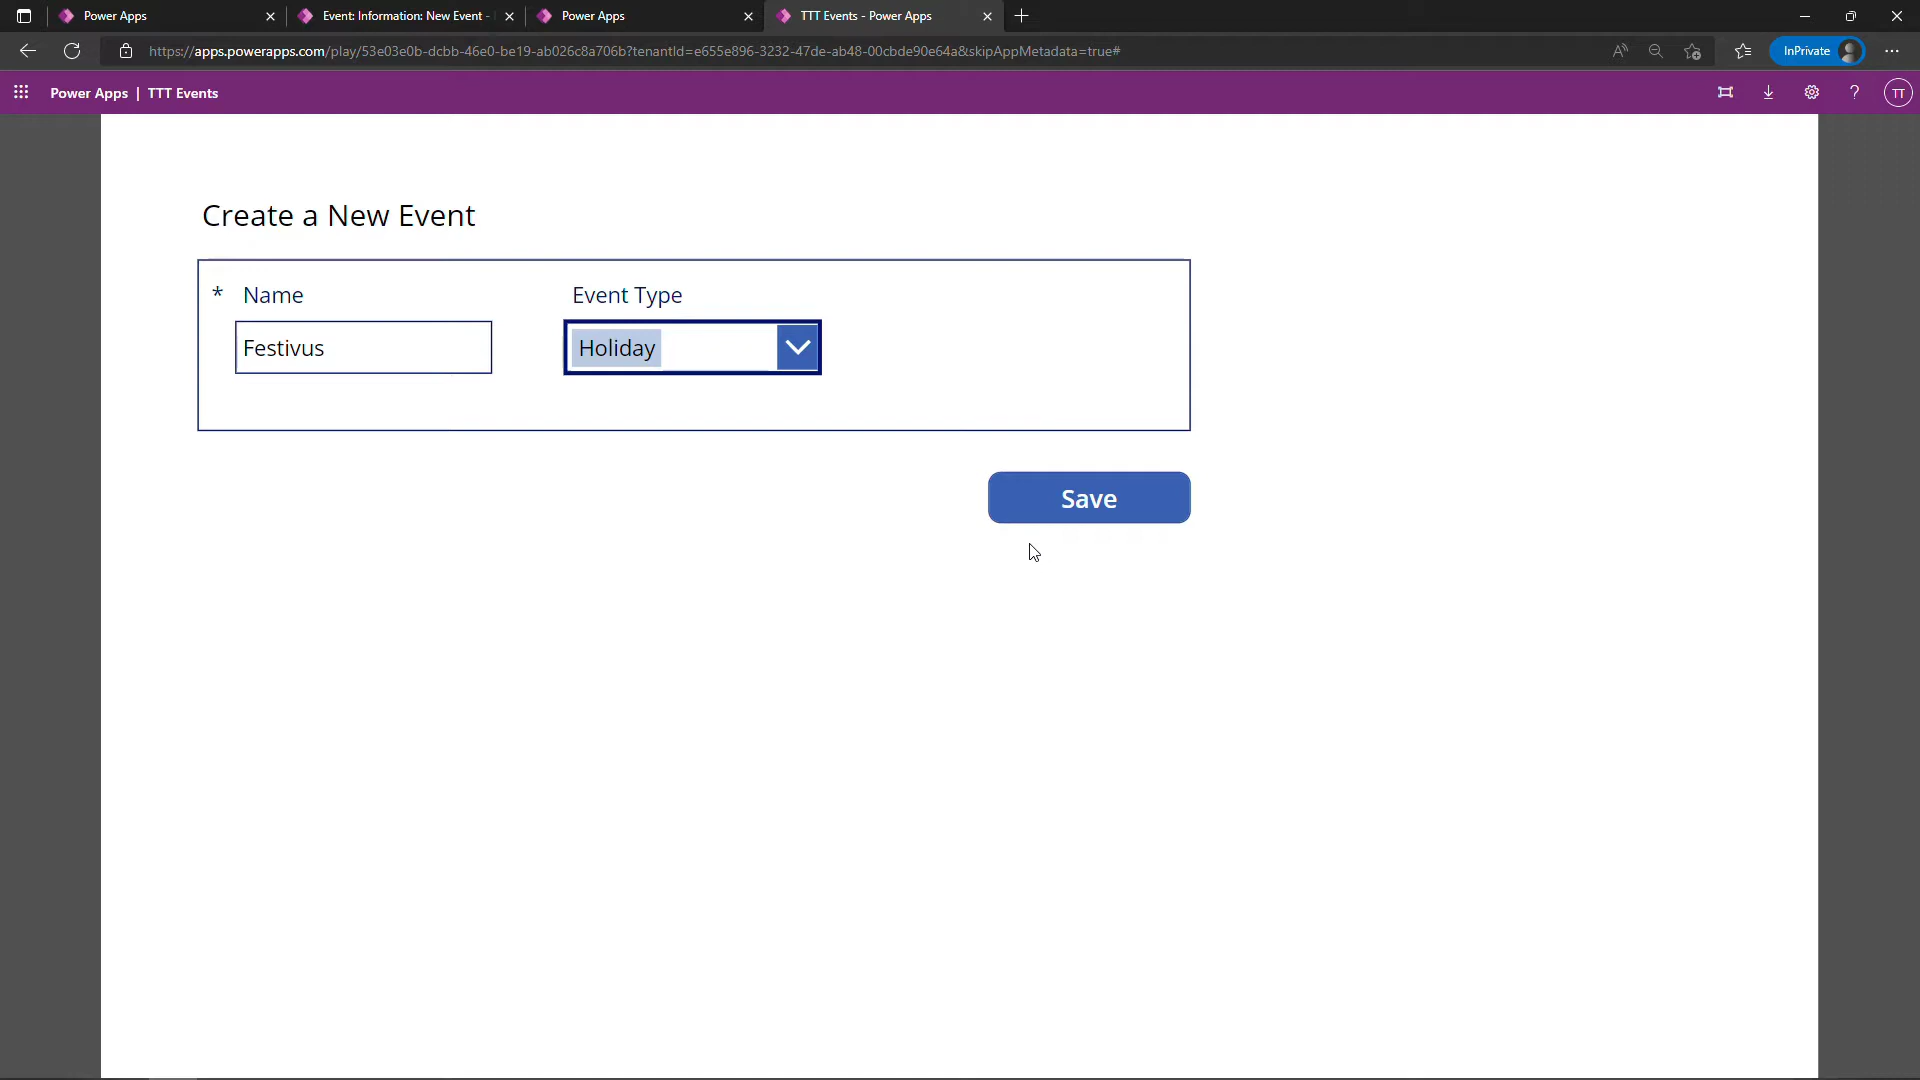 Power Apps
Event: Information: New Event -
Power Apps
TTT Events - Power Apps
https://apps.powerapps.com/play/53e03e0b-dcbb-46e0-be19-ab026c8a706b?tenantId=e655e896-3232-47de-ab48-00cbde90e64a&skipAppMetadata=true#
InPrivate
Power Apps | TTT Events
?
TT
Create a New Event
* Name
Event Type
Festivus
Holiday
Save